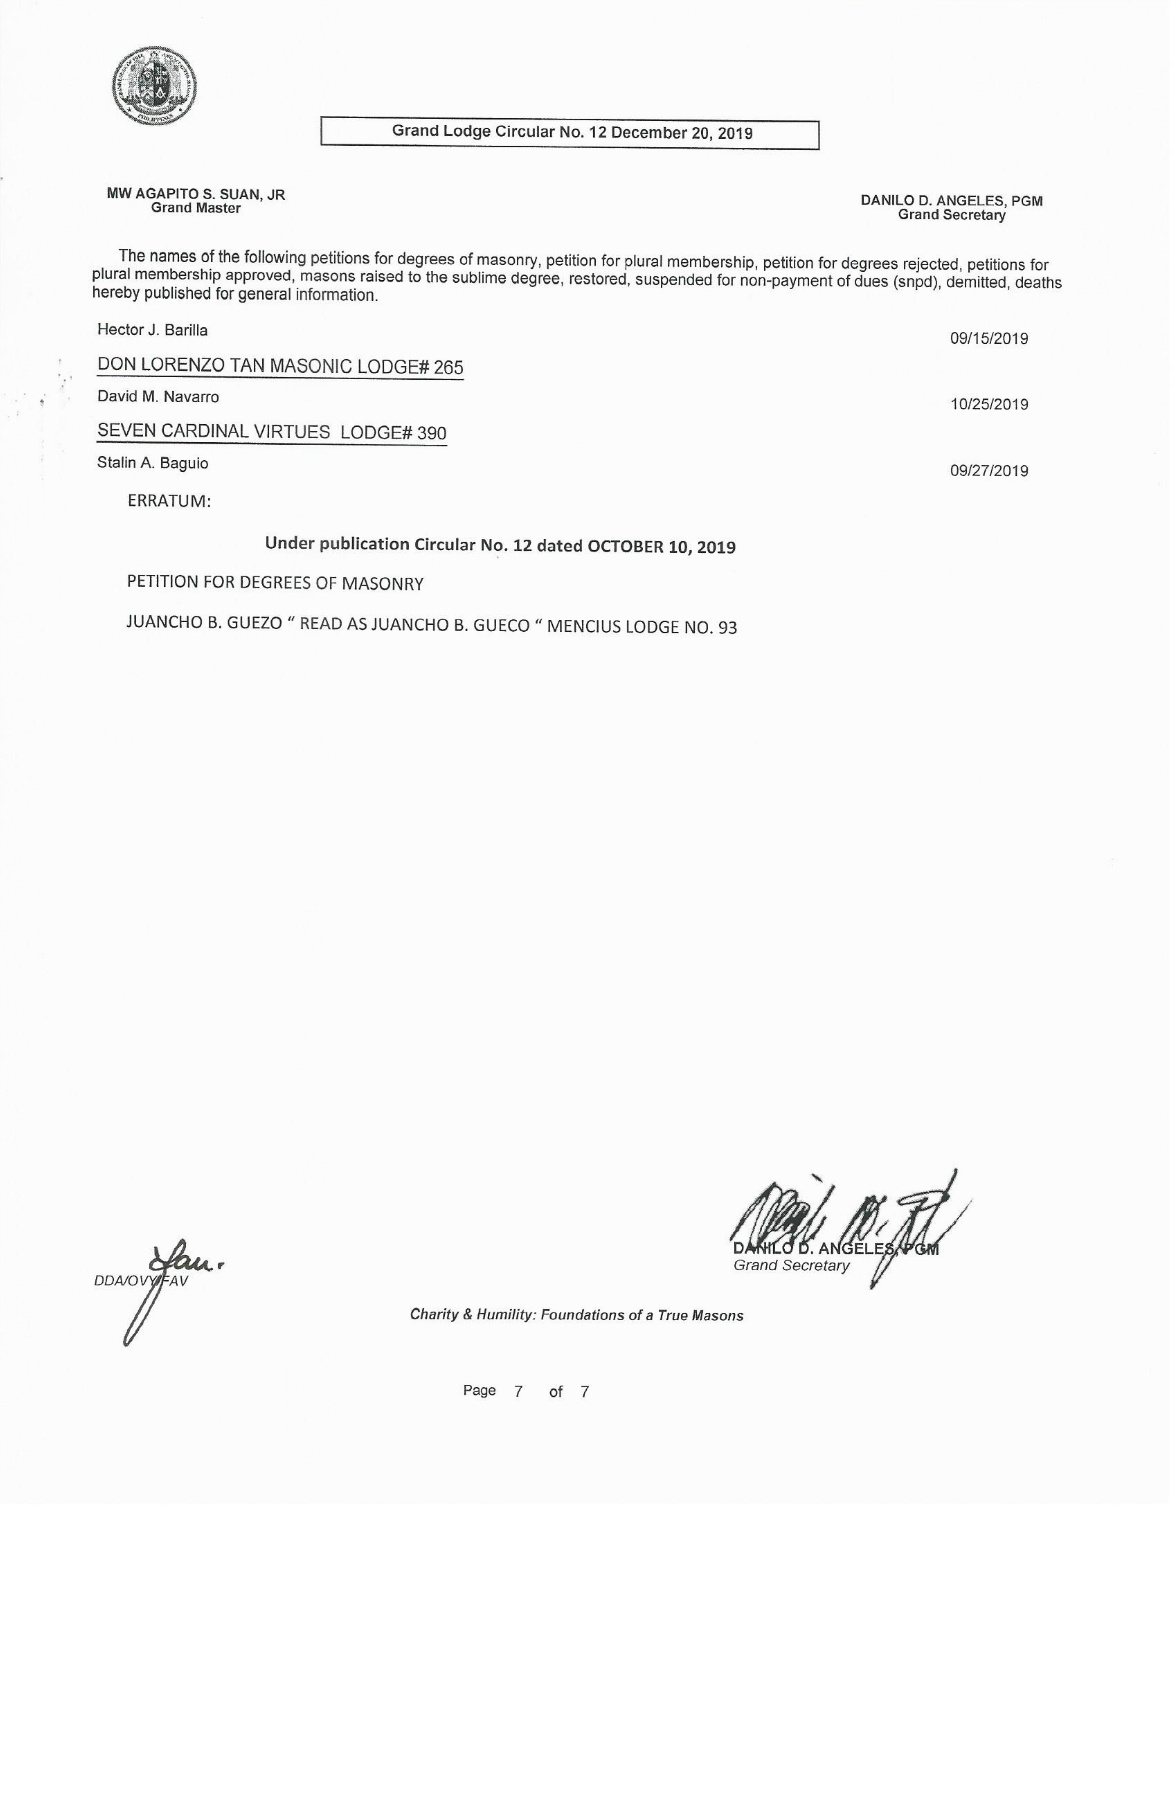 Grand Lodge Circular No. 12 December 20, 2019
MW AGAPITO S. SUAN, JR
Grand Master
DANILO D. ANGELES, PGM
Grand Secretary
The names of the following petitions for degrees of masonry, petition for plural membership, petition for degrees rejected, petitions for
plural membership approved, masons raised to the sublime degree, restored, suspended for non-payment of dues (snpd), demitted, deaths
hereby published for general information.
Hector J. Barilla 09/15/2019
DON LORENZO TAN MASONIC LODGE# 265
David M. Navarro 10/25/2019
SEVEN CARDINAL VIRTUES LODGE# 390
Stalin A. Baguio 09/27/2019
ERRATUM:
Under publication Circular No. 12 dated OCTOBER 10, 2019
PETITION FOR DEGREES OF MASONRY
JUANCHO B. GUEZO “ READ AS JUANCHO B. GUECO “ MENCIUS LODGE NO. 93
DANILO D. ANGELES, PGM
Grand Secretary
DDA/OVY/FAV
Charity & Humility: Foundations of a True Masons
Page 7 of 7